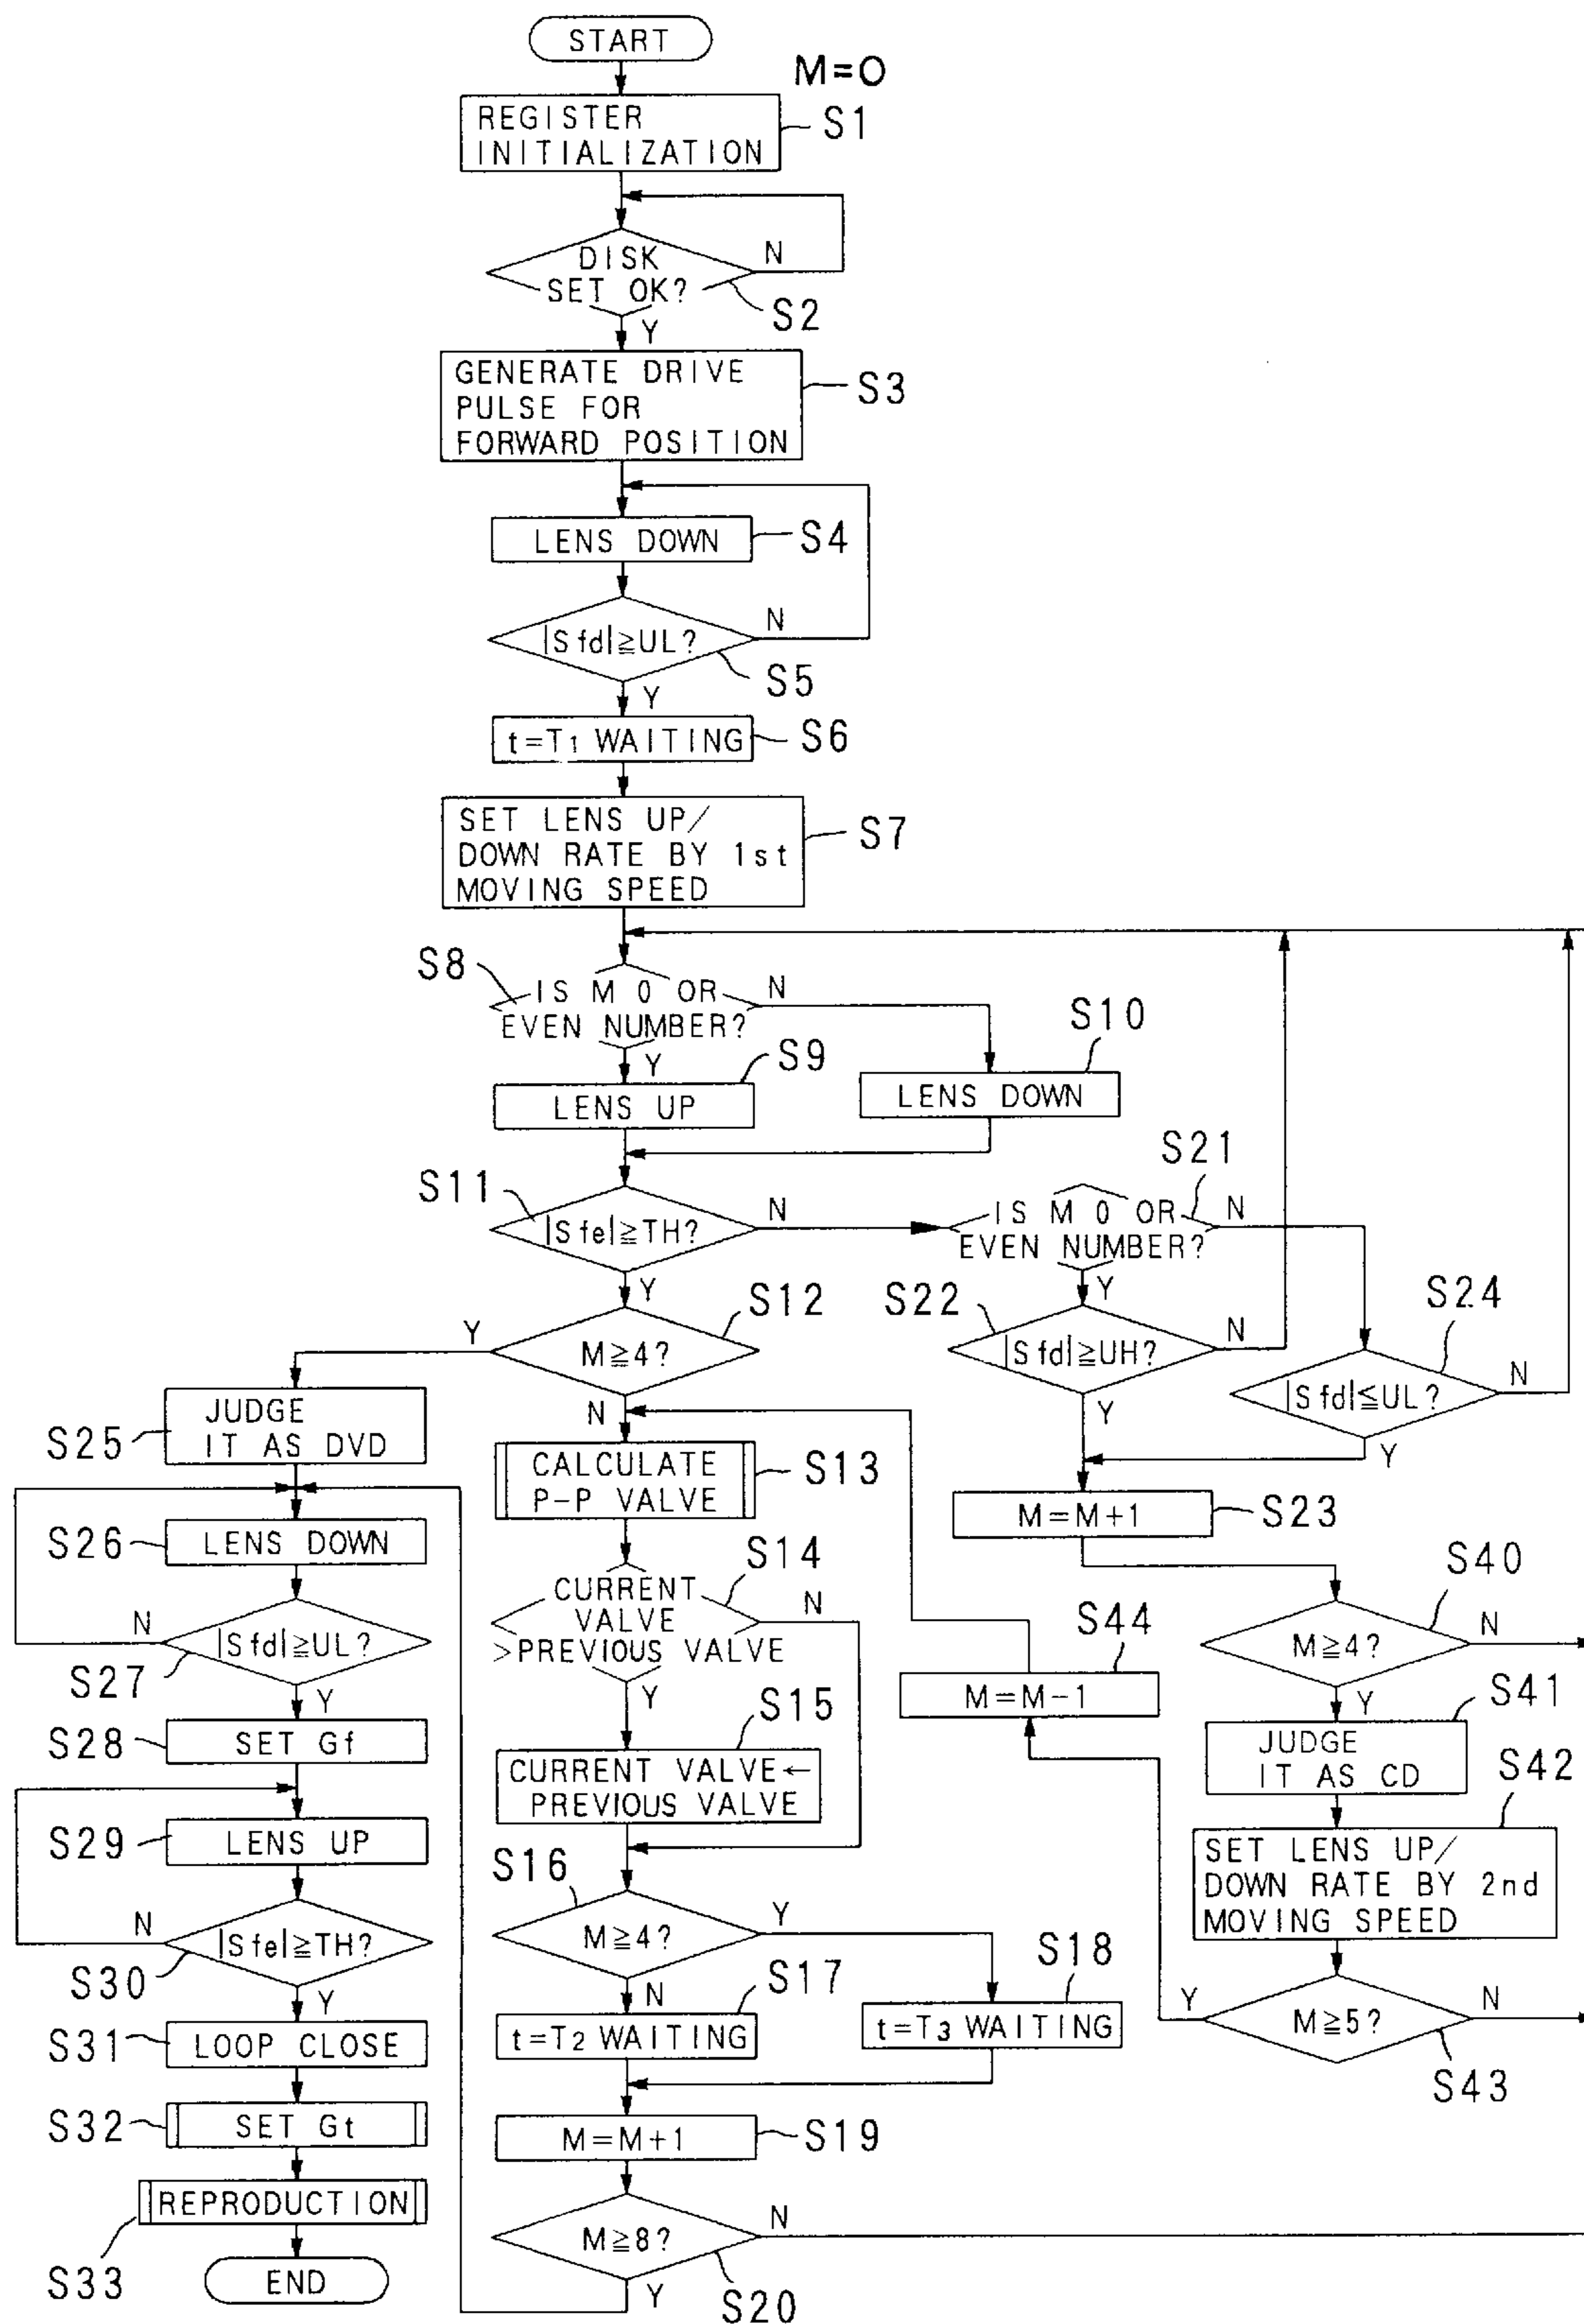 START
M=0
REGISTER
INITIALIZATION
S1
DISK
SET OK?
N
S2
Y
GENERATE DRIVE
PULSE FOR
FORWARD POSITION
S3
LENS DOWN
S4
|Sfd|≧UL?
N
S5
Y
t=T1 WAITING
S6
SET LENS UP/
DOWN RATE BY 1st
MOVING SPEED
S7
S8
IS M 0 OR
EVEN NUMBER?
N
Y
S9
LENS UP
S10
LENS DOWN
S11
|Sfe|≧TH?
N
Y
S21
IS M 0 OR
EVEN NUMBER?
N
Y
S22
|Sfd|≧UH?
N
Y
S24
|Sfd|≦UL?
N
Y
S12
M≧4?
Y
N
S23
M=M+1
S40
M≧4?
N
Y
S41
JUDGE
IT AS CD
S42
SET LENS UP/
DOWN RATE BY 2nd
MOVING SPEED
M≧5?
Y
N
S43
S44
M=M-1
S13
CALCULATE
P-P VALVE
S14
CURRENT
VALVE
>PREVIOUS VALVE
N
Y
S15
CURRENT VALVE←
PREVIOUS VALVE
S16
M≧4?
Y
N
S17
t=T2 WAITING
S18
t=T3 WAITING
M=M+1
S19
M≧8?
N
Y
S20
S25
JUDGE
IT AS DVD
S26
LENS DOWN
N
|Sfd|≧UL?
S27
Y
S28
SET Gf
S29
LENS UP
N
|Sfe|≧TH?
S30
Y
S31
LOOP CLOSE
S32
SET Gt
REPRODUCTION
S33
END